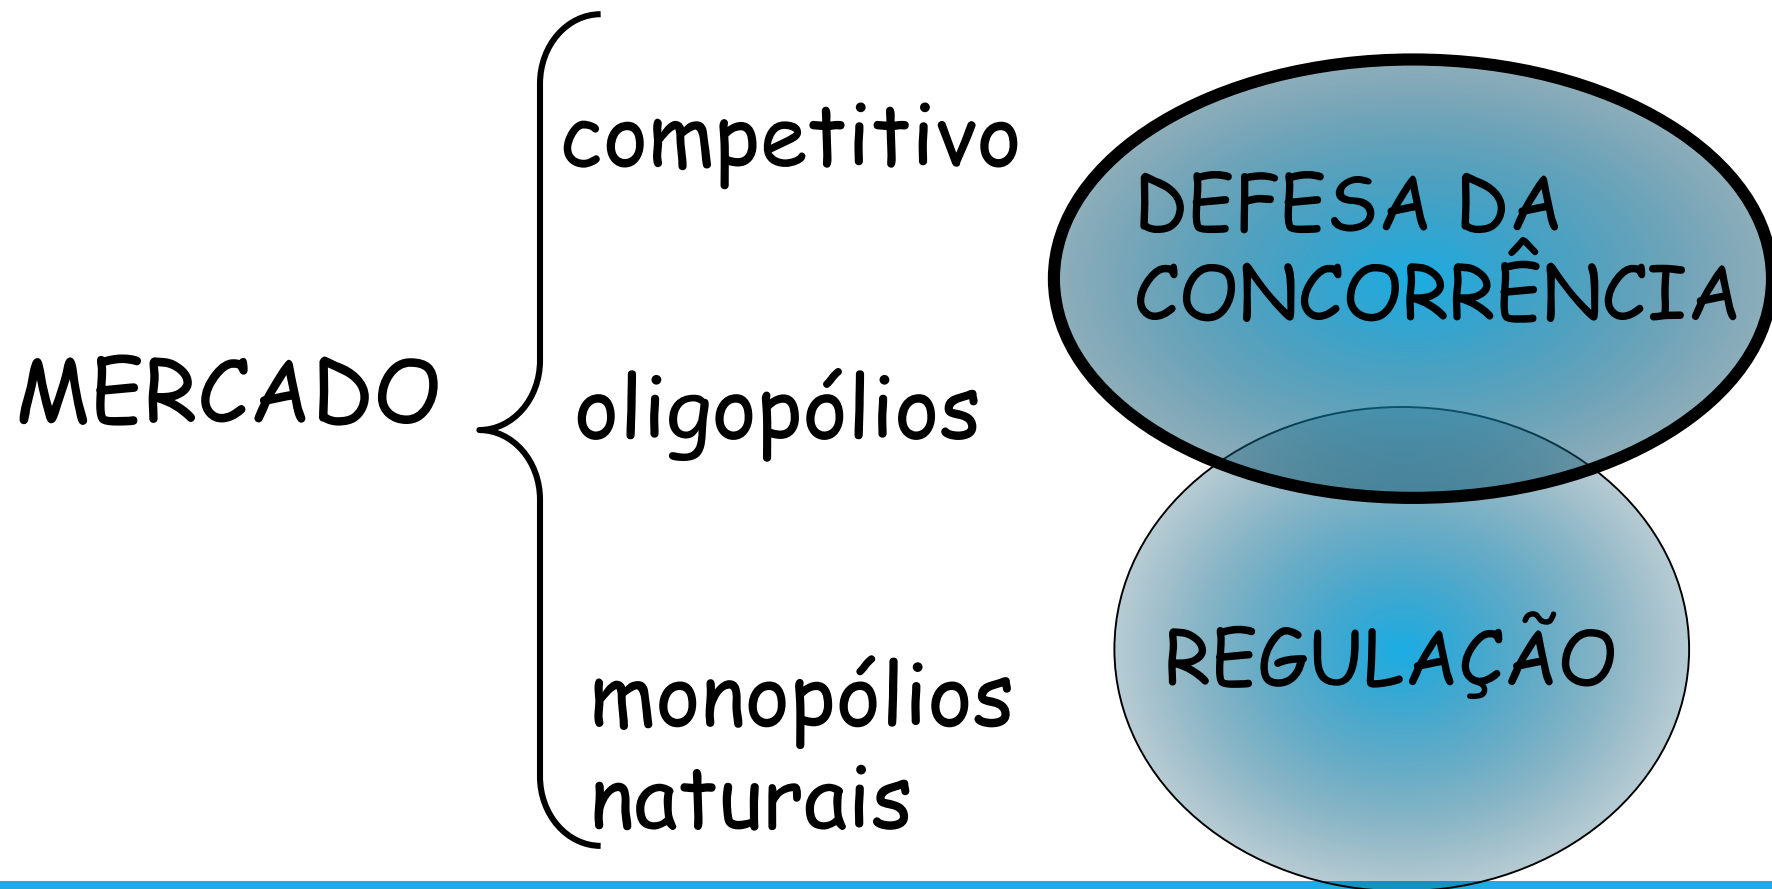 MERCADO
competitivo
oligopólios
monopólios
naturais
DEFESA DA
CONCORRÊNCIA
REGULAÇÃO